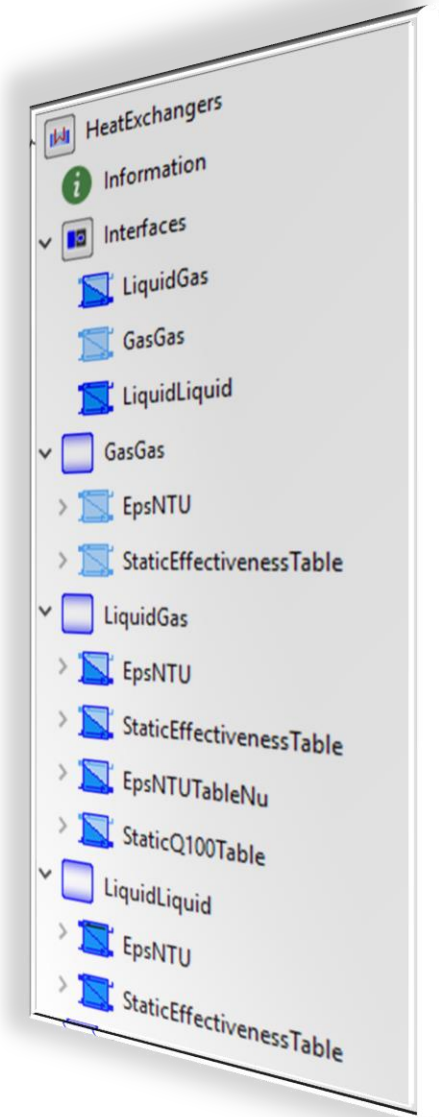 HeatExchangers
Information
Interfaces
LiquidGas
GasGas
LiquidLiquid
GasGas
EpsNTU
StaticEffectivenessTable
LiquidGas
EpsNTU
StaticEffectivenessTable
EpsNTUTableNu
StaticQ100Table
LiquidLiquid
EpsNTU
StaticEffectivenessTable